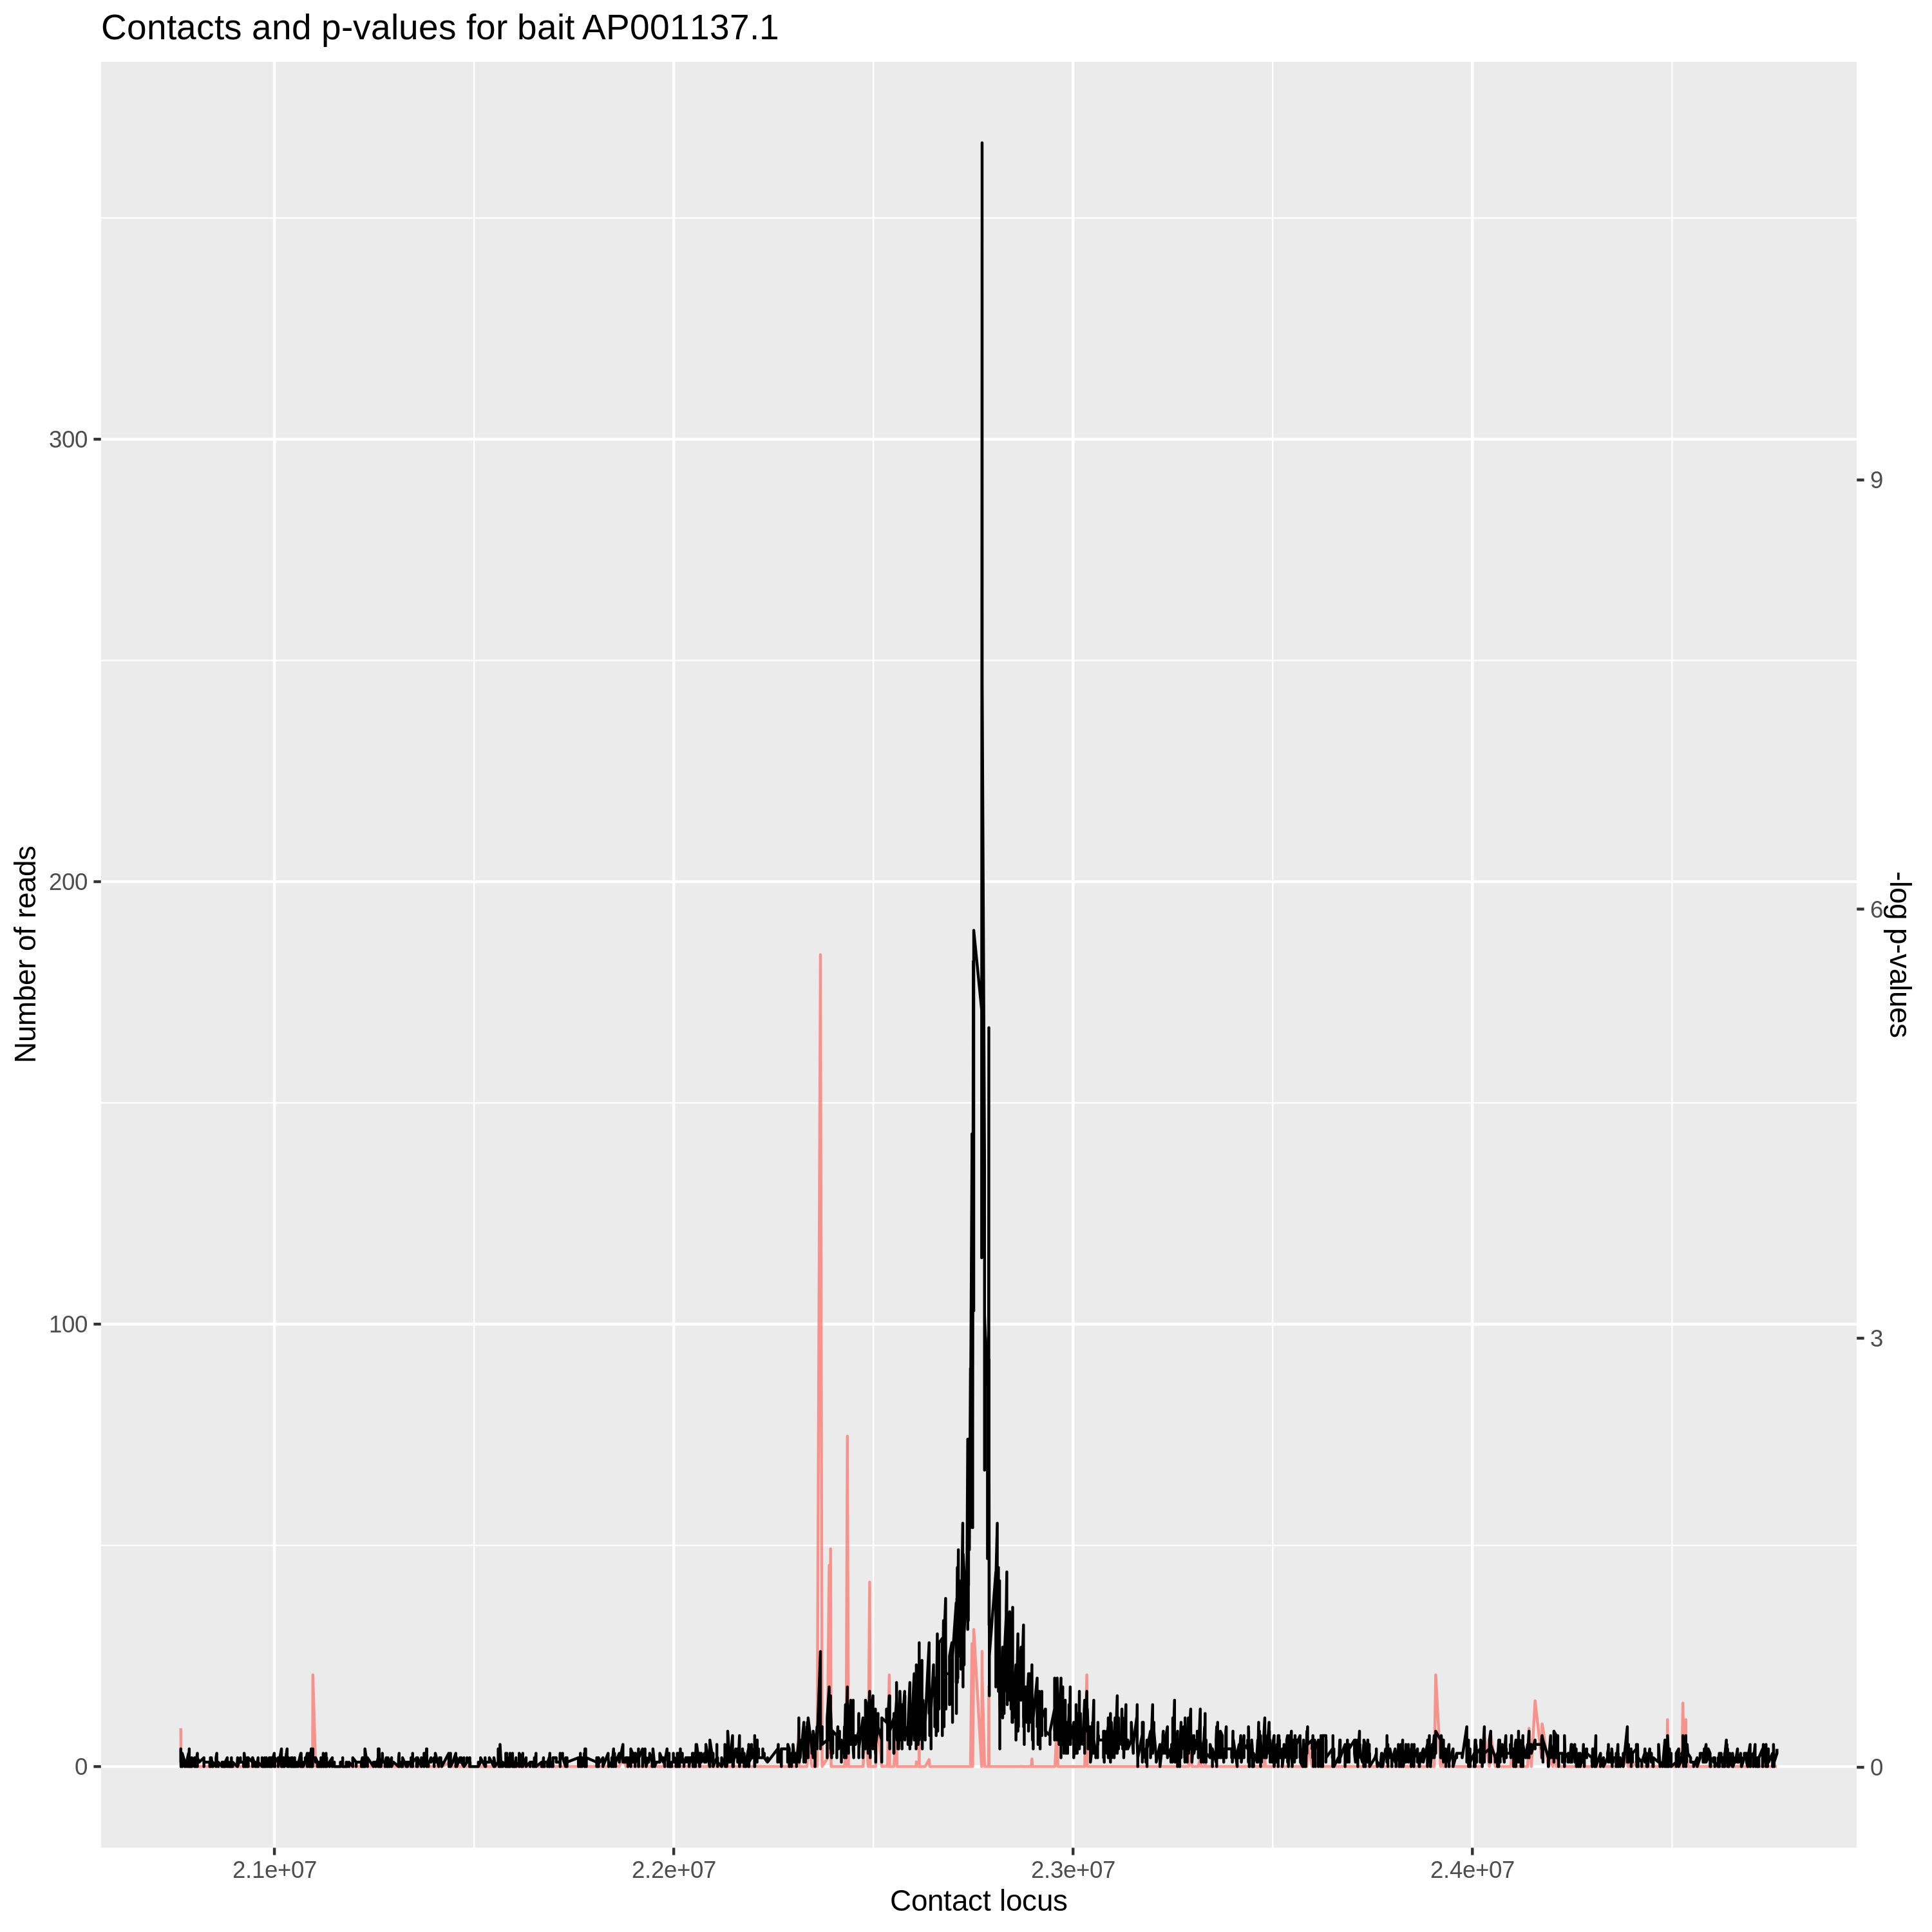 Contacts and p-values for bait AP001137.1
Number of reads
300
200
100
0
9
6
3
0
-log p-values
2.1e+07
2.2e+07
2.3e+07
2.4e+07
Contact locus